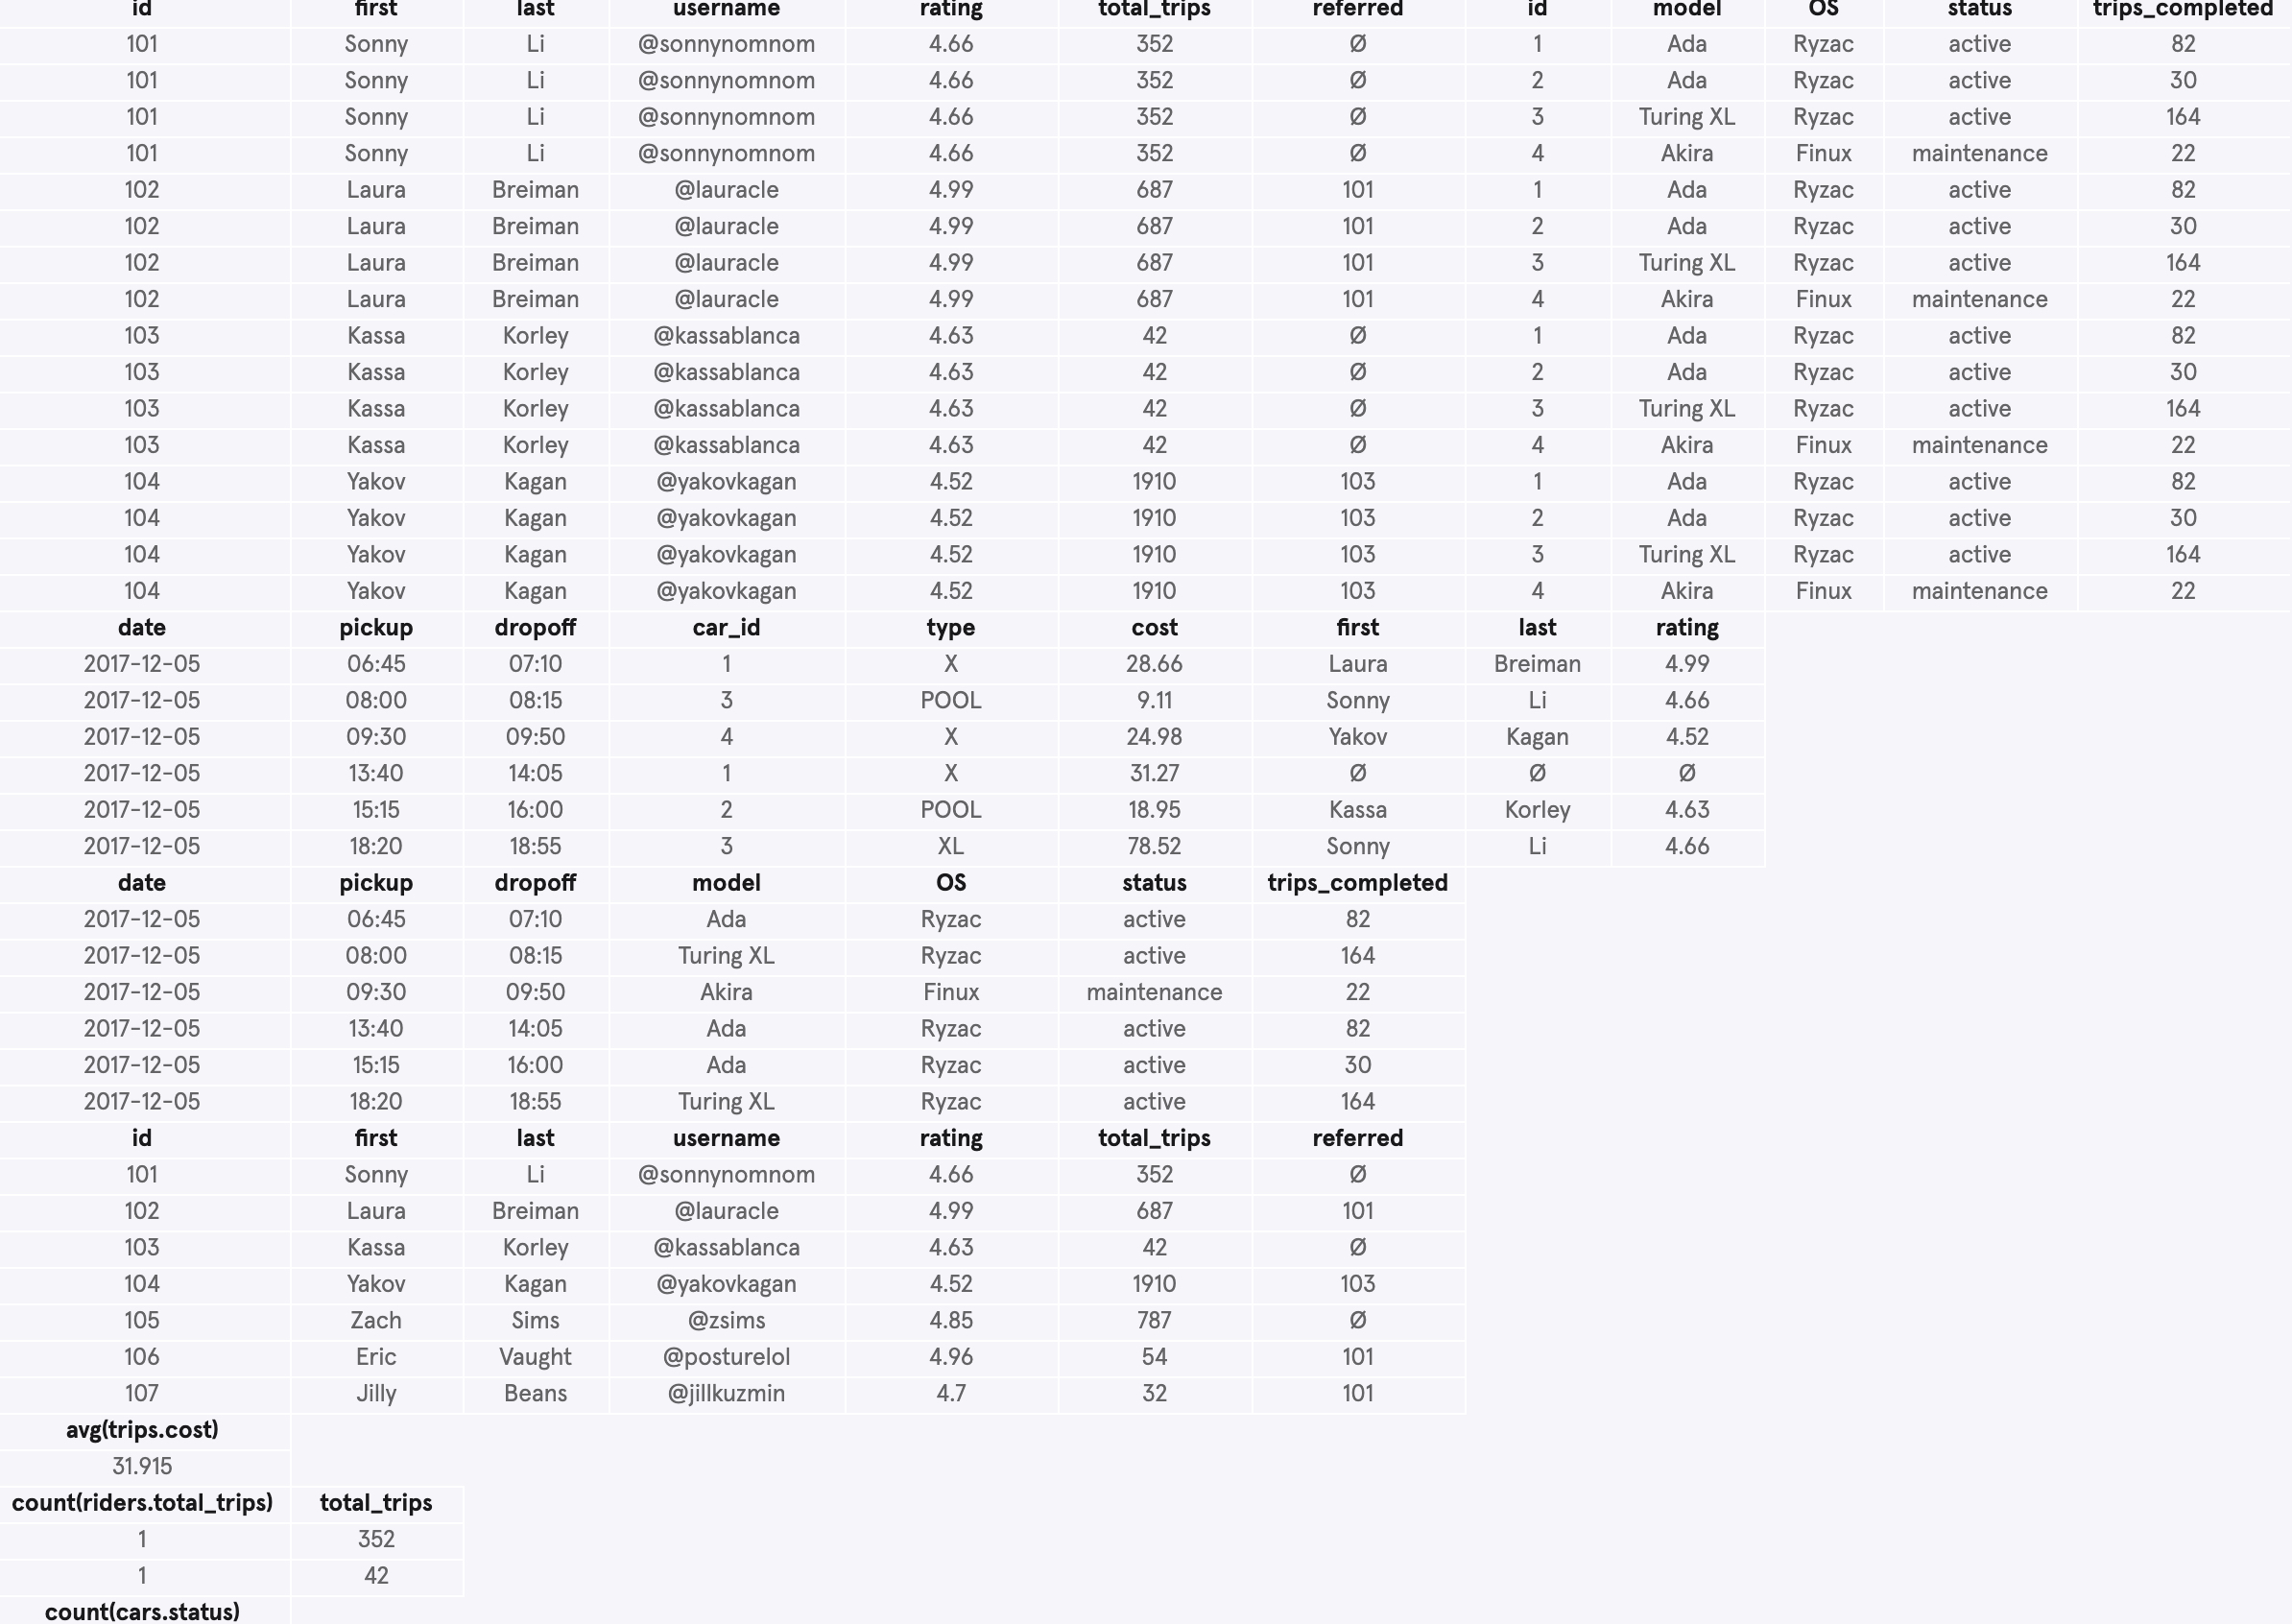 id first last username rating total_trips referred id model OS status trips_completed
101 Sonny Li @sonnynomnom 4.66 352 Ø 1 Ada Ryzac active 82
101 Sonny Li @sonnynomnom 4.66 352 Ø 2 Ada Ryzac active 30
101 Sonny Li @sonnynomnom 4.66 352 Ø 3 Turing XL Ryzac active 164
101 Sonny Li @sonnynomnom 4.66 352 Ø 4 Akira Finux maintenance 22
102 Laura Breiman @lauracle 4.99 687 101 1 Ada Ryzac active 82
102 Laura Breiman @lauracle 4.99 687 101 2 Ada Ryzac active 30
102 Laura Breiman @lauracle 4.99 687 101 3 Turing XL Ryzac active 164
102 Laura Breiman @lauracle 4.99 687 101 4 Akira Finux maintenance 22
103 Kassa Korley @kassablanca 4.63 42 Ø 1 Ada Ryzac active 82
103 Kassa Korley @kassablanca 4.63 42 Ø 2 Ada Ryzac active 30
103 Kassa Korley @kassablanca 4.63 42 Ø 3 Turing XL Ryzac active 164
103 Kassa Korley @kassablanca 4.63 42 Ø 4 Akira Finux maintenance 22
104 Yakov Kagan @yakovkagan 4.52 1910 103 1 Ada Ryzac active 82
104 Yakov Kagan @yakovkagan 4.52 1910 103 2 Ada Ryzac active 30
104 Yakov Kagan @yakovkagan 4.52 1910 103 3 Turing XL Ryzac active 164
104 Yakov Kagan @yakovkagan 4.52 1910 103 4 Akira Finux maintenance 22
date pickup dropoff car_id type cost first last rating
2017-12-05 06:45 07:10 1 X 28.66 Laura Breiman 4.99
2017-12-05 08:00 08:15 3 POOL 9.11 Sonny Li 4.66
2017-12-05 09:30 09:50 4 X 24.98 Yakov Kagan 4.52
2017-12-05 13:40 14:05 1 X 31.27 Ø Ø Ø
2017-12-05 15:15 16:00 2 POOL 18.95 Kassa Korley 4.63
2017-12-05 18:20 18:55 3 XL 78.52 Sonny Li 4.66
date pickup dropoff model OS status trips_completed
2017-12-05 06:45 07:10 Ada Ryzac active 82
2017-12-05 08:00 08:15 Turing XL Ryzac active 164
2017-12-05 09:30 09:50 Akira Finux maintenance 22
2017-12-05 13:40 14:05 Ada Ryzac active 82
2017-12-05 15:15 16:00 Ada Ryzac active 30
2017-12-05 18:20 18:55 Turing XL Ryzac active 164
id first last username rating total_trips referred
101 Sonny Li @sonnynomnom 4.66 352 Ø
102 Laura Breiman @lauracle 4.99 687 101
103 Kassa Korley @kassablanca 4.63 42 Ø
104 Yakov Kagan @yakovkagan 4.52 1910 103
105 Zach Sims @zsims 4.85 787 Ø
106 Eric Vaught @posturelol 4.96 54 101
107 Jilly Beans @jillkuzmin 4.7 32 101
avg(trips.cost)
31.915
count(riders.total_trips) total_trips
1 352
1 42
count(cars.status)